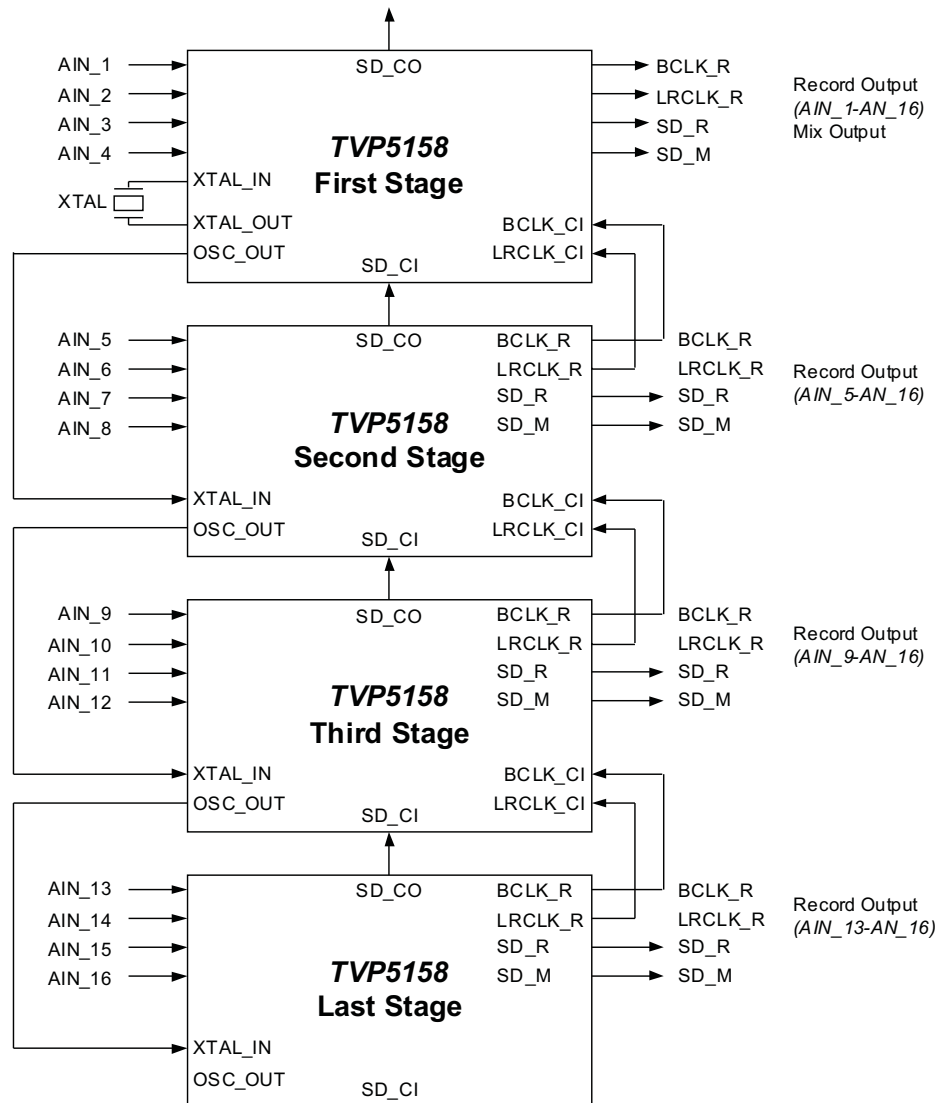 SD_CO
AIN_1
AIN_2
AIN_3
AIN_4
XTAL
XTAL_IN
XTAL_OUT
OSC_OUT
TVP5158
First Stage
BCLK_R
LRCLK_R
SD_R
SD_M
Record Output
(AIN_1-AN_16)
Mix Output
BCLK_CI
LRCLK_CI
SD_CI
SD_CO
AIN_5
AIN_6
AIN_7
AIN_8
TVP5158
Second Stage
BCLK_R
LRCLK_R
SD_R
SD_M
BCLK_R
LRCLK_R
SD_R
SD_M
Record Output
(AIN_5-AN_16)
XTAL_IN
OSC_OUT
BCLK_CI
LRCLK_CI
SD_CI
SD_CO
AIN_9
AIN_10
AIN_11
AIN_12
TVP5158
Third Stage
BCLK_R
LRCLK_R
SD_R
SD_M
BCLK_R
LRCLK_R
SD_R
SD_M
Record Output
(AIN_9-AN_16)
XTAL_IN
OSC_OUT
BCLK_CI
LRCLK_CI
SD_CI
SD_CO
AIN_13
AIN_14
AIN_15
AIN_16
TVP5158
Last Stage
BCLK_R
LRCLK_R
SD_R
SD_M
BCLK_R
LRCLK_R
SD_R
SD_M
Record Output
(AIN_13-AN_16)
XTAL_IN
OSC_OUT
SD_CI